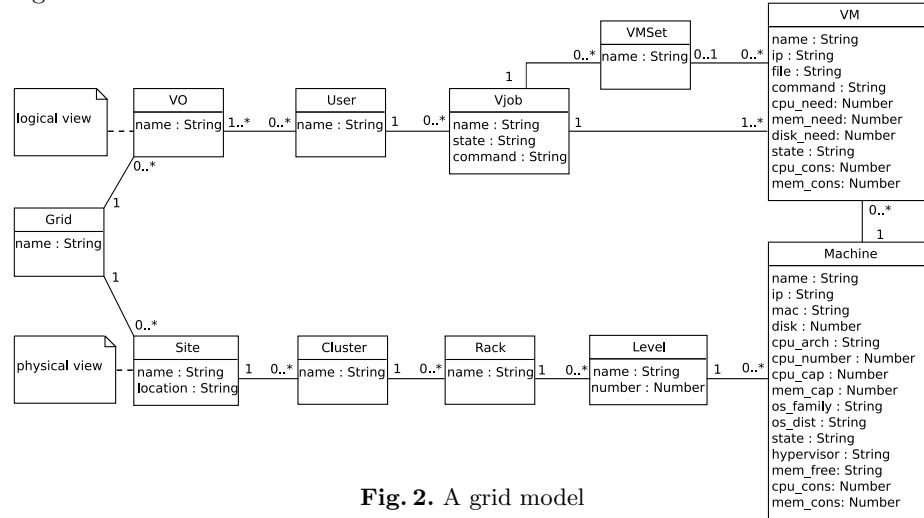 VM
name : String
ip : String
file : String
command : String
cpu_need: Number
mem_need: Number
disk_need: Number
state : String
cpu_cons: Number
mem_cons: Number
VMSet
name : String
0..*
0..1
0..*
1
logical view
VO
name : String
1..*
0..*
User
name : String
1
0..*
Vjob
name : String
state : String
command : String
1
1..*
0..*
1
Grid
name : String
1
0..*
0..*
1
physical view
Site
name : String
location : String
1
0..*
Cluster
name : String
1
0..*
Rack
name : String
1
0..*
Level
name : String
number : Number
1
0..*
Machine
name : String
ip : String
mac : String
disk : Number
cpu_arch : String
cpu_number : Number
cpu_cap : Number
mem_cap : Number
os_family : String
os_dist : String
state : String
hypervisor : String
mem_free: String
cpu_cons: Number
mem_cons: Number
Fig. 2. A grid model